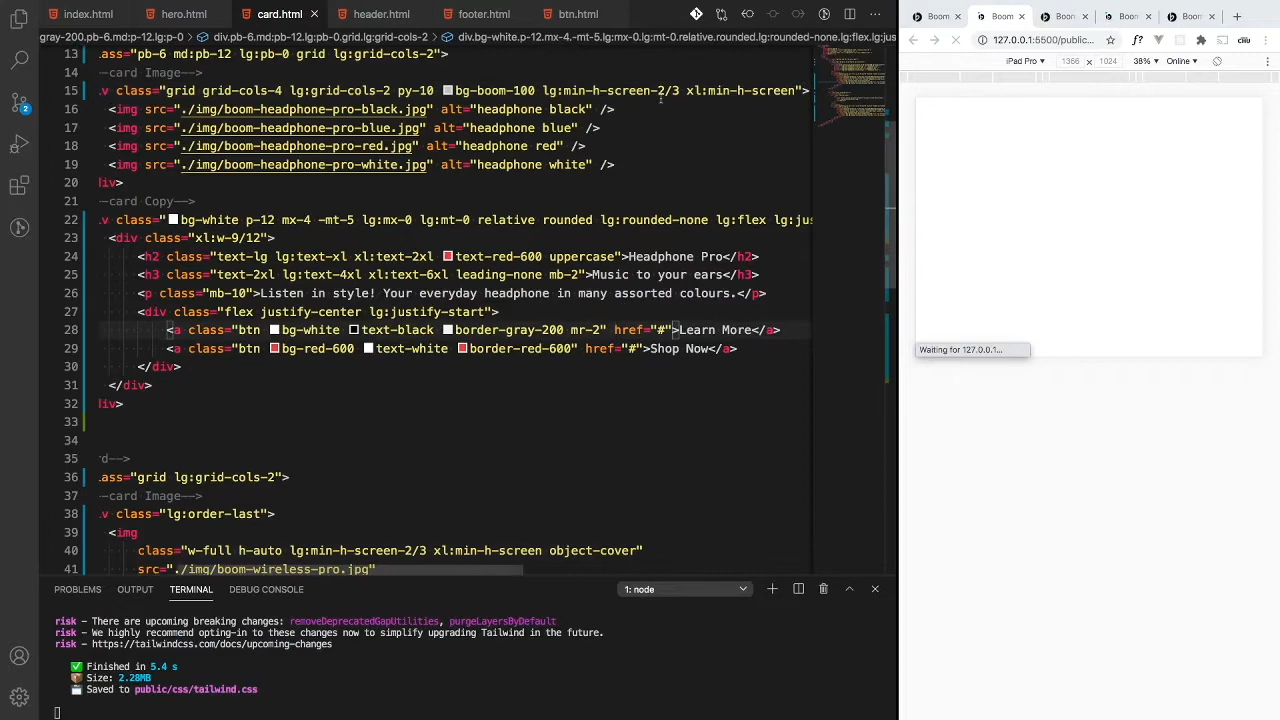 index.html hero.html card.html header.html footer.html btn.html
gray-200.pb-6.md:p-12.lg:p-0 > div.pb-6.md:pb-12.lg:pb-0.grid.lg:grid-cols-2 > div.bg-white.p-12.mx-4.-mt-5.lg:mx-0.lg:mt-0.relative.rounded.lg:rounded-none.lg:flex.lg:jus
13 ass="pb-6 md:pb-12 lg:pb-0 grid lg:grid-cols-2">
14 —card Image-->
15 v class="grid grid-cols-4 lg:grid-cols-2 py-10 bg-boom-100 lg:min-h-screen-2/3 xl:min-h-screen">
16 <img src="./img/boom-headphone-pro-black.jpg" alt="headphone black" />
17 <img src="./img/boom-headphone-pro-blue.jpg" alt="headphone blue" />
18 <img src="./img/boom-headphone-pro-red.jpg" alt="headphone red" />
19 <img src="./img/boom-headphone-pro-white.jpg" alt="headphone white" />
20 div>
21 —card Copy-->
22 v class="bg-white p-12 mx-4 -mt-5 lg:mx-0 lg:mt-0 relative rounded lg:rounded-none lg:flex lg:jus
23 <div class="xl:w-9/12">
24 <h2 class="text-lg lg:text-xl xl:text-2xl text-red-600 uppercase">Headphone Pro</h2>
25 <h3 class="text-2xl lg:text-4xl xl:text-6xl leading-none mb-2">Music to your ears</h3>
26 <p class="mb-10">Listen in style! Your everyday headphone in many assorted colours.</p>
27 <div class="flex justify-center lg:justify-start">
28 <a class="btn bg-white text-black border-gray-200 mr-2" href="#">Learn More</a>
29 <a class="btn bg-red-600 text-white border-red-600" href="#">Shop Now</a>
30 </div>
31 </div>
32 div>
33
34
35 d-->
36 ass="grid lg:grid-cols-2">
37 —card Image-->
38 v class="lg:order-last">
39 <img
40 class="w-full h-auto lg:min-h-screen-2/3 xl:min-h-screen object-cover"
41 src="./img/boom-wireless-pro.jpg"
PROBLEMS OUTPUT TERMINAL DEBUG CONSOLE 1: node
risk - There are upcoming breaking changes: removeDeprecatedGapUtilities, purgeLayersByDefault
risk - We highly recommend opting-in to these changes now to simplify upgrading Tailwind in the future.
risk - https://tailwindcss.com/docs/upcoming-changes
Finished in 5.4 s
Size: 2.28MB
Saved to public/css/tailwind.css
2
Boom Boom Boom Boom Boom
127.0.0.1:5500/public...
iPad Pro 1366 × 1024 36% Online
Waiting for 127.0.0.1...